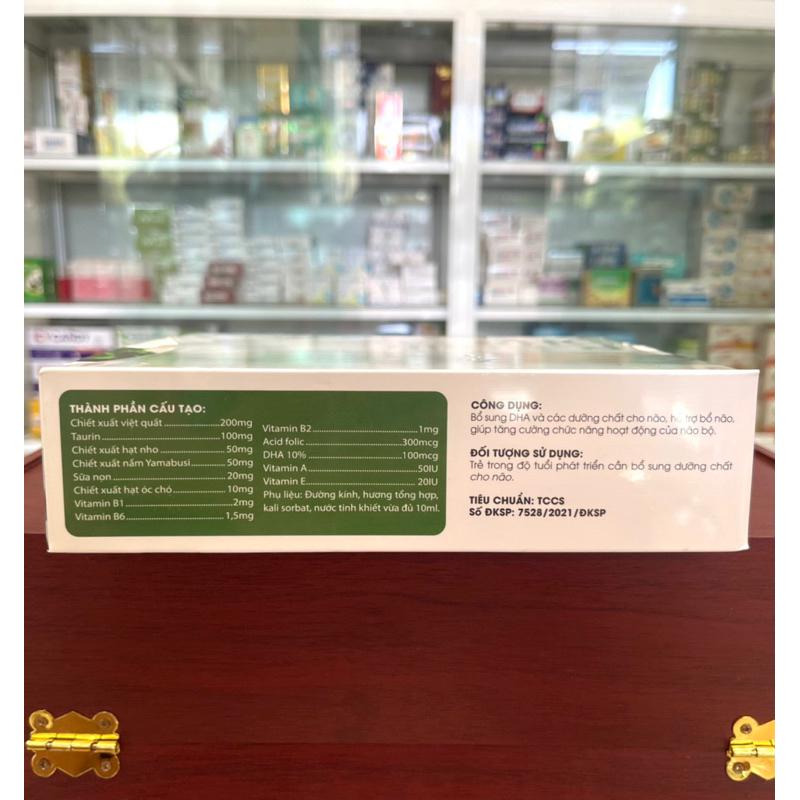 THÀNH PHẦN CẤU TẠO:
Chiết xuất việt quất 200mg
Taurin 100mg
Chiết xuất hạt nho 50mg
Chiết xuất nấm Yamabusi 50mg
Sữa non 20mg
Chiết xuất hạt óc chó 10mg
Vitamin B1 2mg
Vitamin B6 1,5mg
Vitamin B2 1mg
Acid folic 300mcg
DHA 10% 100mcg
Vitamin A 50IU
Vitamin E 20IU
Phụ liệu: Đường kính, hương tổng hợp,
kali sorbat, nước tinh khiết vừa đủ 10ml.
CÔNG DỤNG:
Bổ sung DHA và các dưỡng chất cho não, hỗ trợ bổ não,
giúp tăng cường chức năng hoạt động của não bộ.
ĐỐI TƯỢNG SỬ DỤNG:
Trẻ trong độ tuổi phát triển cần bổ sung dưỡng chất
cho não.
TIÊU CHUẨN: TCCS
Số ĐKSP: 7528/2021/ĐKSP